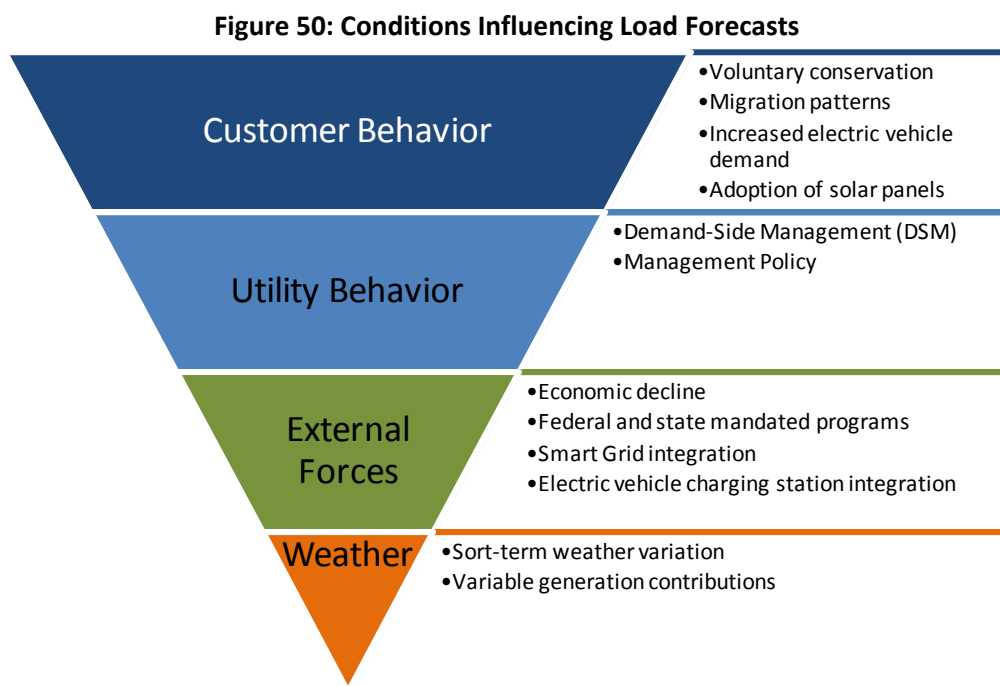 Figure 50: Conditions Influencing Load Forecasts
Customer Behavior
•Voluntary conservation
•Migration patterns
•Increased electric vehicle
demand
•Adoption of solar panels
Utility Behavior
•Demand-Side Management (DSM)
•Management Policy
External
Forces
•Economic decline
•Federal and state mandated programs
•Smart Grid integration
•Electric vehicle charging station integration
Weather
•Sort-term weather variation
•Variable generation contributions